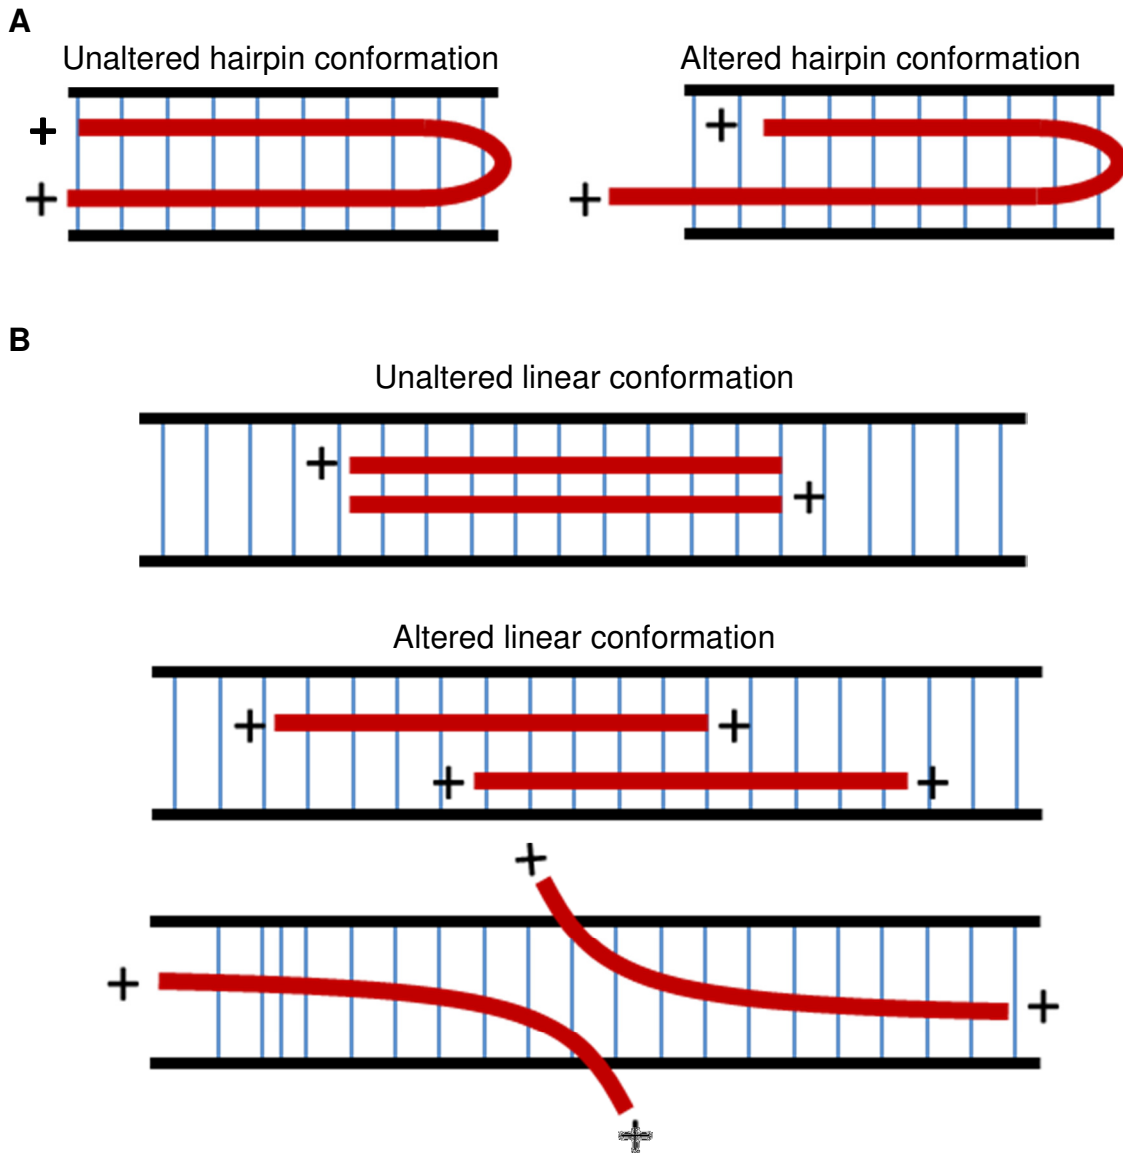 A
Unaltered hairpin conformation
Altered hairpin conformation
+
+
+
+
B
Unaltered linear conformation
+
+
Altered linear conformation
+
+
+
+
+
+
+
+